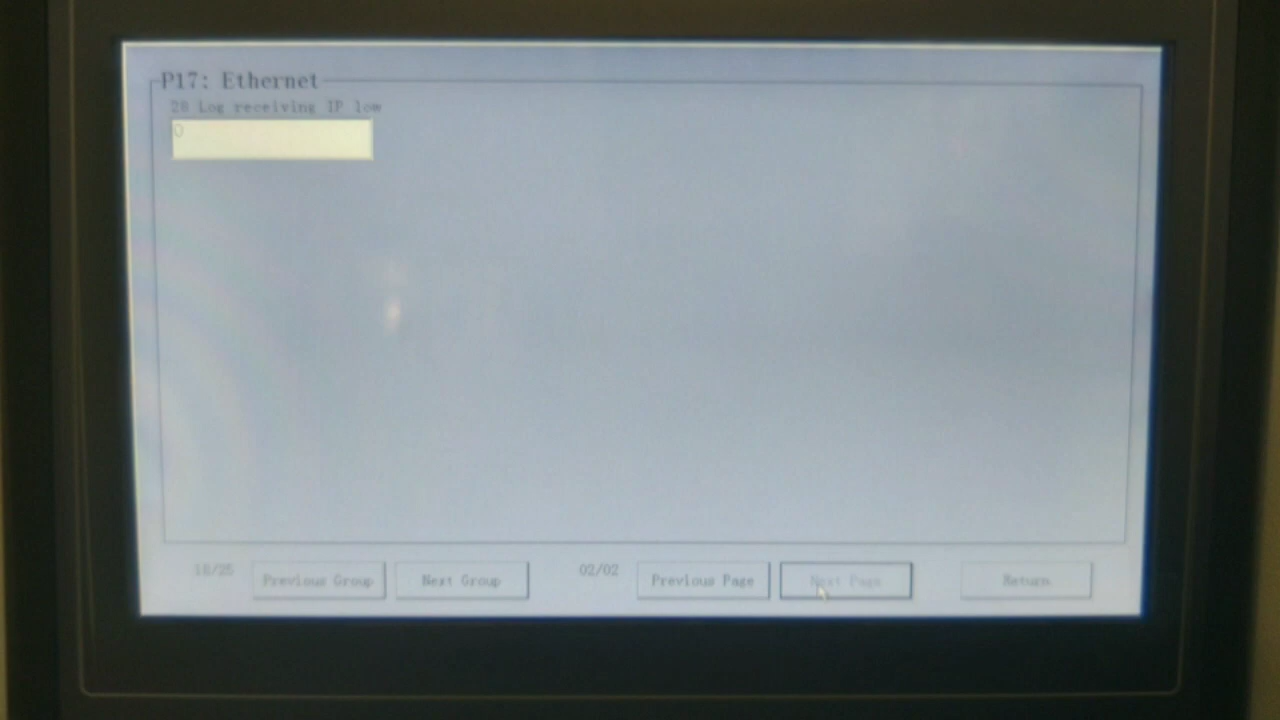 P17: Ethernet
28 Log receiving IP low
0
18/25
Previous Group
Next Group
02/02
Previous Page
Next Page
Return